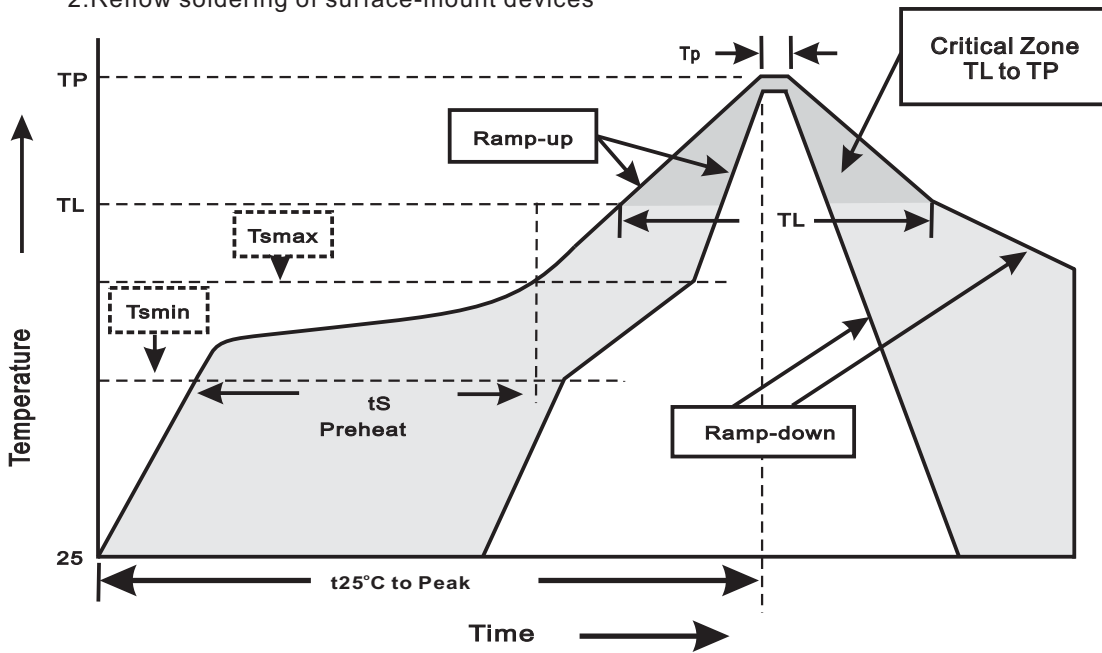 2.Reflow soldering of surface-mount devices
Tp
Critical Zone
TL to TP
TP
Ramp-up
TL
TL
Tsmax
Tsmin
tS
Preheat
Ramp-down
Temperature
25
t25°C to Peak
Time